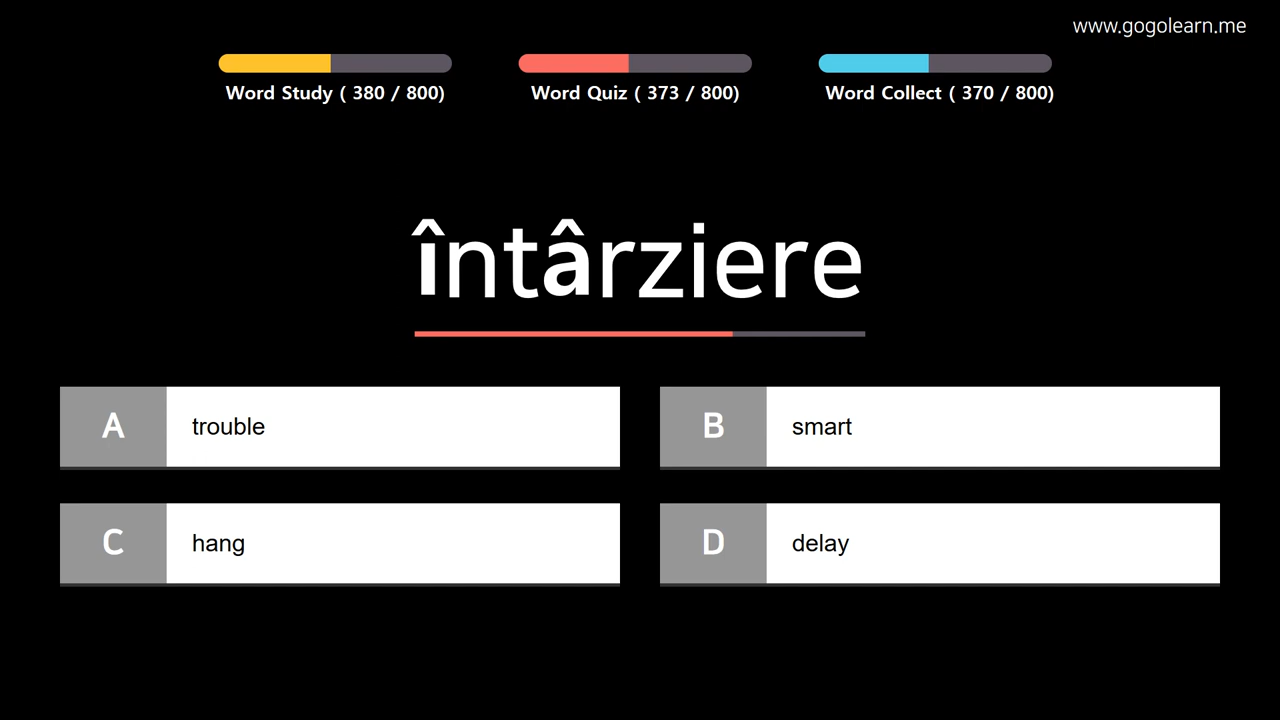 www.gogolearn.me
Word Study ( 380 / 800)
Word Quiz ( 373 / 800)
Word Collect ( 370 / 800)
întârziere
A trouble
B smart
C hang
D delay